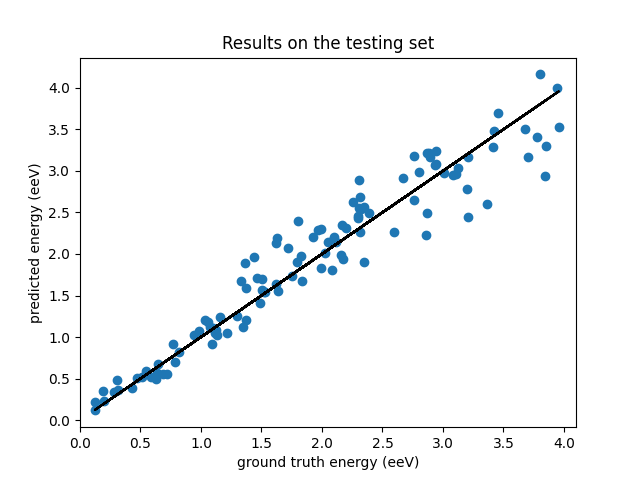 Results on the testing set
predicted energy (eeV)
4.0
3.5
3.0
2.5
2.0
1.5
1.0
0.5
0.0
0.0 0.5 1.0 1.5 2.0 2.5 3.0 3.5 4.0
ground truth energy (eeV)